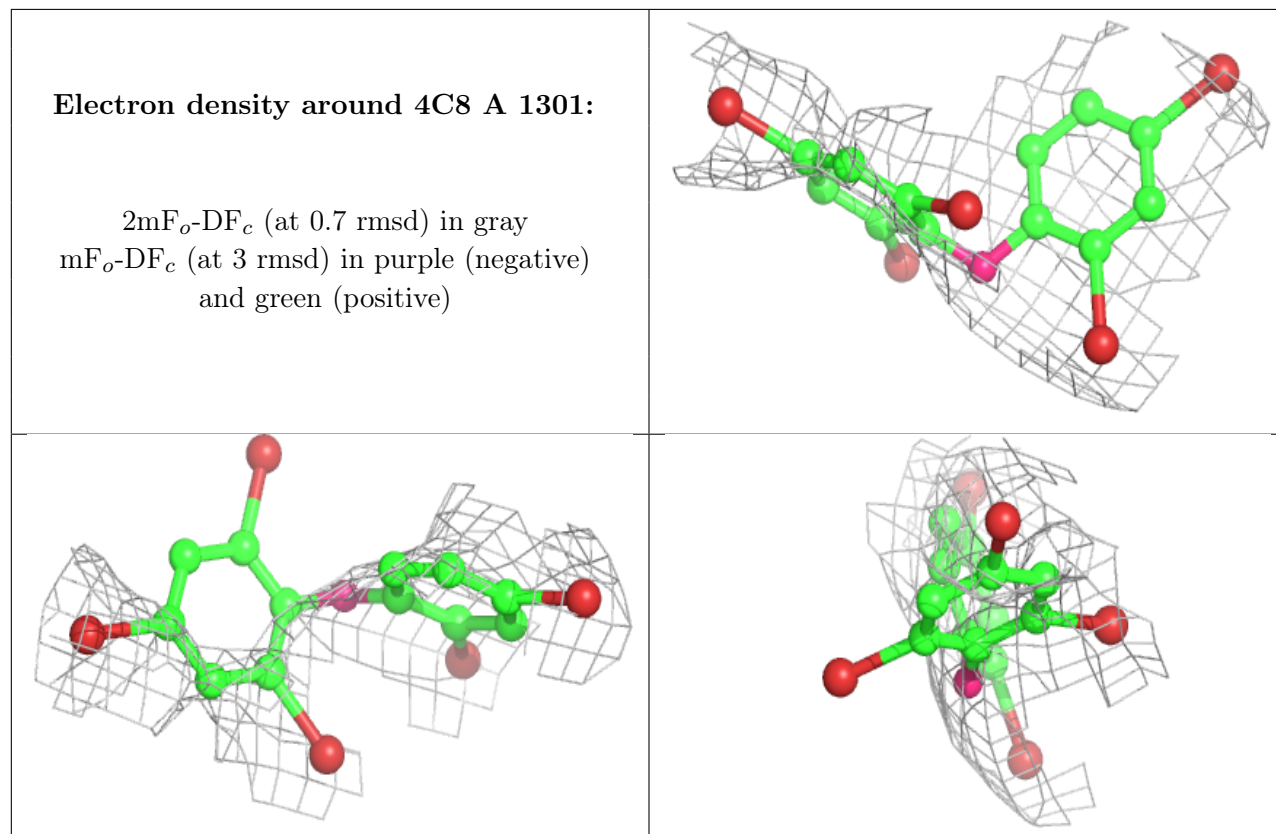 Electron density around 4C8 A 1301:
2mFo-DFc (at 0.7 rmsd) in gray
mFo-DFc (at 3 rmsd) in purple (negative)
and green (positive)